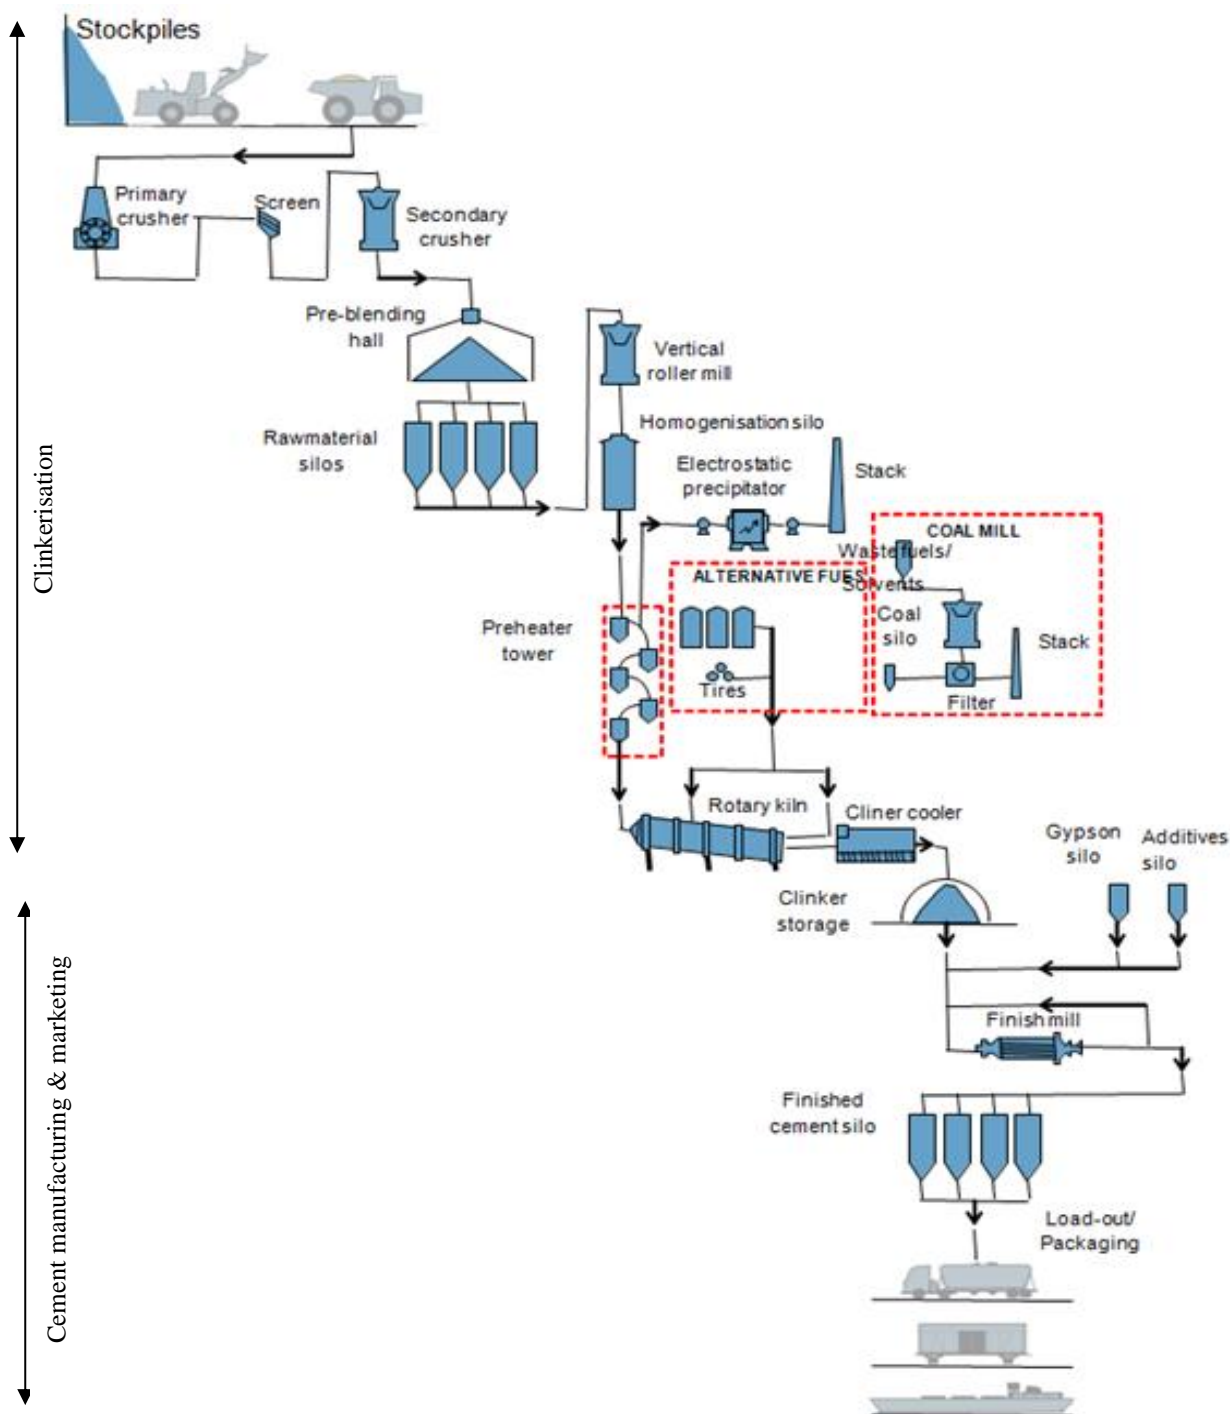 Stockpiles
Primary
crusher
Screen
Secondary
crusher
Pre-blending
hall
Vertical
roller mill
Rawmaterial
silos
Homogenisation silo
Electrostatic
precipitator
Stack
Clinkerisation
COAL MILL
Waste fuels/
Solvents
ALTERNATIVE FUES
Coal
silo
Stack
Filter
Preheater
tower
Tires
Rotary kiln
Cliner cooler
Gypson
silo
Additives
silo
Clinker
storage
Finish mill
Finished
cement silo
Load-out/
Packaging
Cement manufacturing & marketing